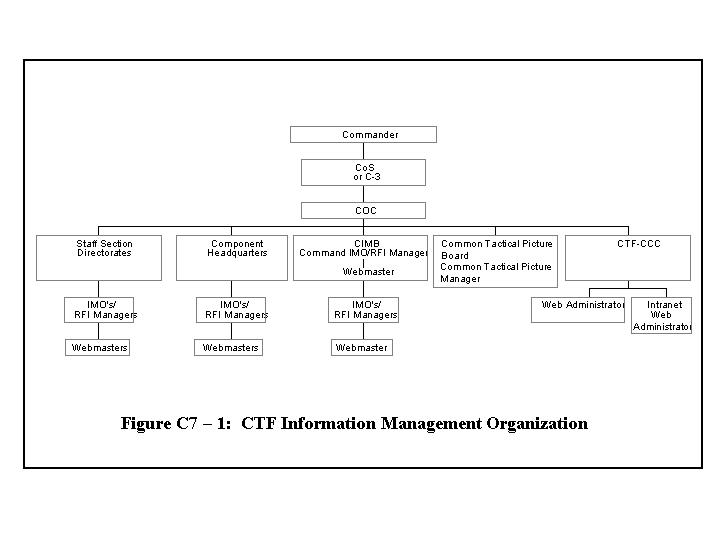 Commander
CoS
or C-3
COC
Staff Section
Directorates
Component
Headquarters
CIMB
Command IMO/RFI Manager
Webmaster
Common Tactical Picture
Board
Common Tactical Picture
Manager
CTF-CCC
IMO's/
RFI Managers
IMO's/
RFI Managers
IMO's/
RFI Managers
Web Administrator
Intranet
Web
Administrator
Webmasters
Webmasters
Webmaster
Figure C7 – 1: CTF Information Management Organization